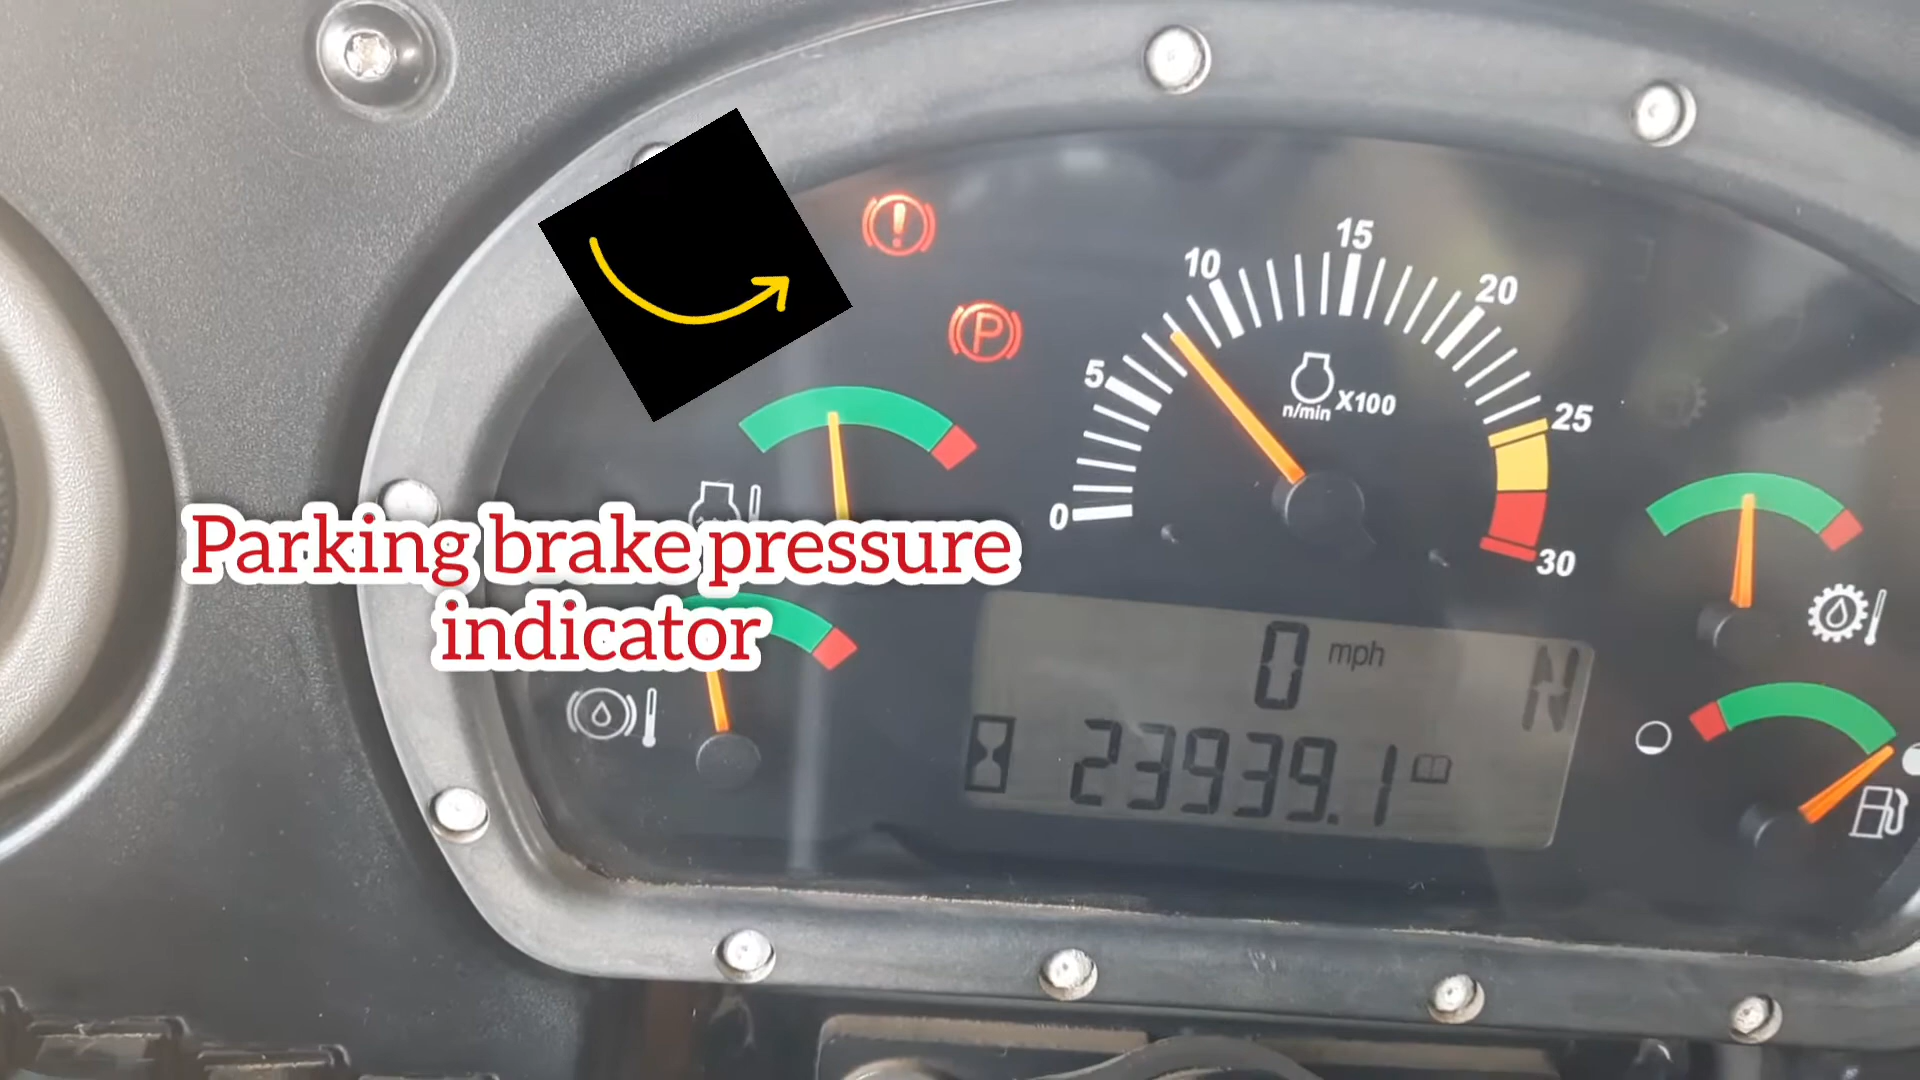 15
10
20
5
X100
n/min
25
0
30
P
Parking brake pressure
indicator
0 mph N
23939.1